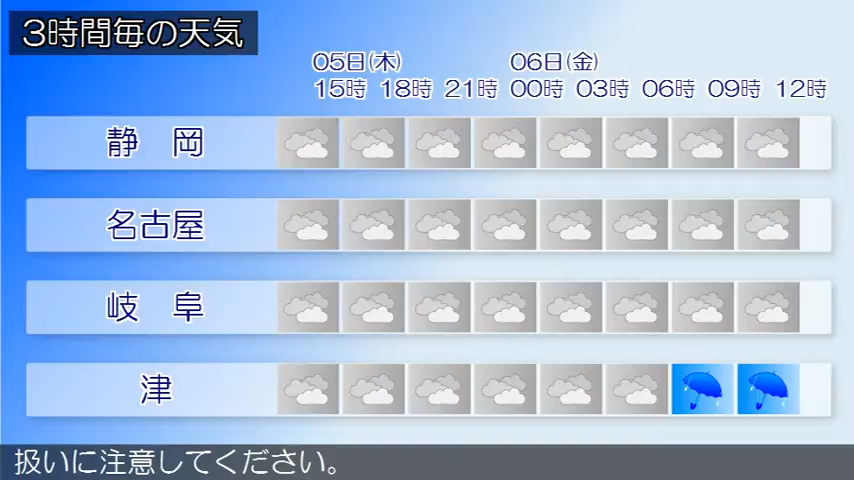 3時間毎の天気
05日(木) 06日(金)
15時 18時 21時 00時 03時 06時 09時 12時
静　岡
名古屋
岐　阜
津
扱いに注意してください。